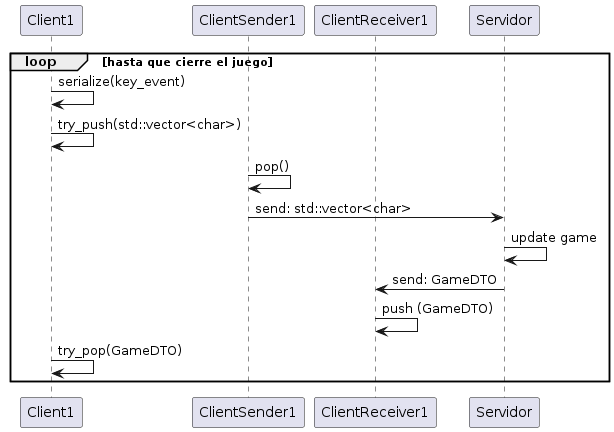 Client1 ClientSender1 ClientReceiver1 Servidor
loop [hasta que cierre el juego]
serialize(key_event)
try_push(std::vector<char>)
pop()
send: std::vector<char>
update game
send: GameDTO
push (GameDTO)
try_pop(GameDTO)
Client1 ClientSender1 ClientReceiver1 Servidor